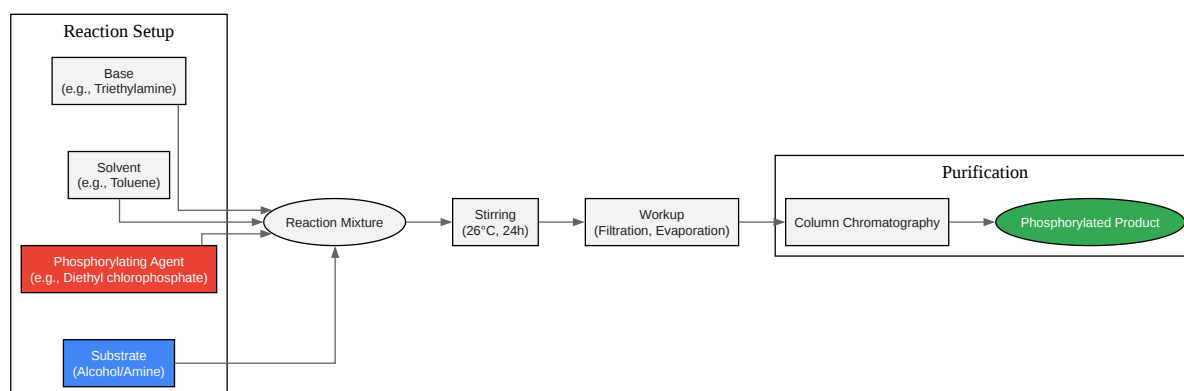 Reaction Setup
Base
(e.g., Triethylamine)
Solvent
(e.g., Toluene)
Phosphorylating Agent
(e.g., Diethyl chlorophosphate)
Substrate
(Alcohol/Amine)
Reaction Mixture
Stirring
(26°C, 24h)
Workup
(Filtration, Evaporation)
Purification
Column Chromatography
Phosphorylated Product